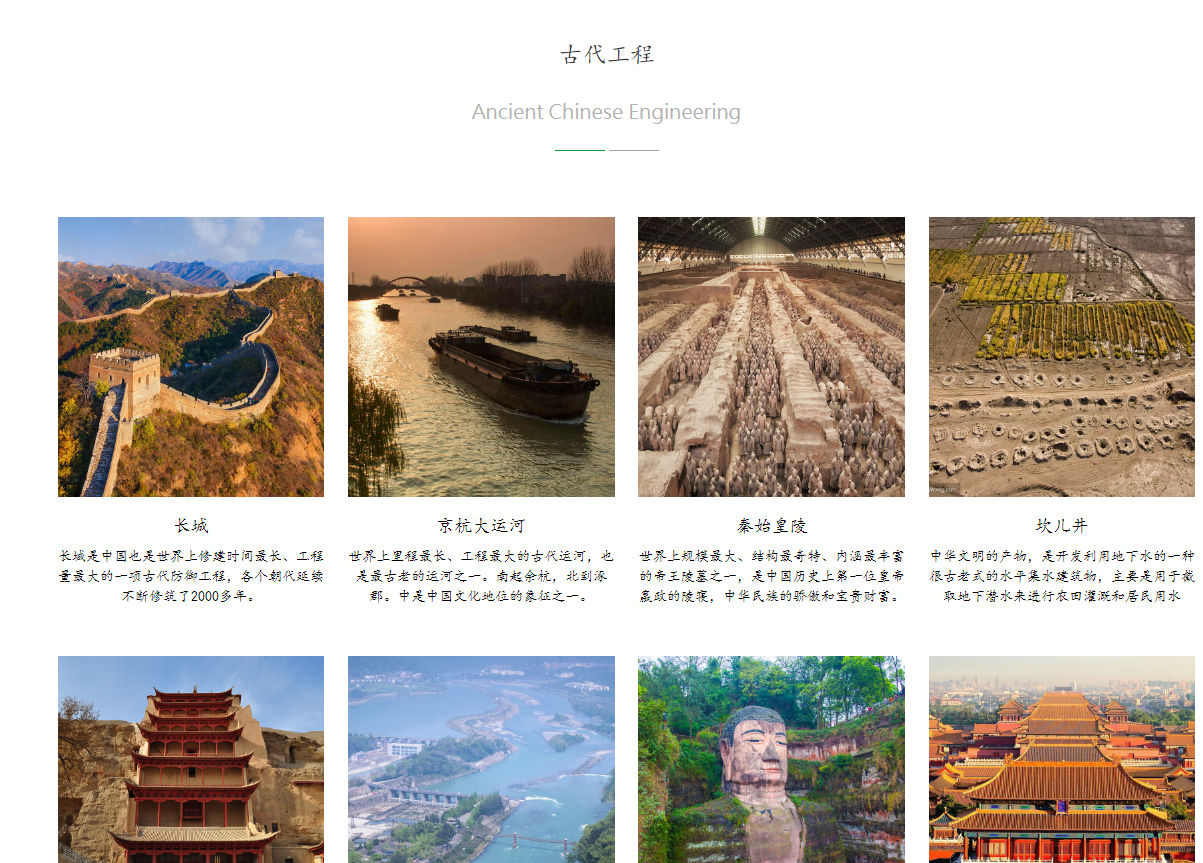 古代工程
Ancient Chinese Engineering
长城
长城是中国也是世界上修建时间最长、工程
量最大的一项古代防御工程，各个朝代延续
不断修筑了2000多年。
京杭大运河
世界上里程最长、工程最大的古代运河，也
是最古老的运河之一。南起余杭，北到涿
郡。中是中国文化地位的象征之一。
秦始皇陵
世界上规模最大、结构最奇特、内涵最丰富
的帝王陵墓之一，是中国历史上第一位皇帝
嬴政的陵寝，中华民族的骄傲和宝贵财富。
坎儿井
中华文明的产物，是开发利用地下水的一种
很古老式的水平集水建筑物，主要是用于截
取地下潜水来进行农田灌溉和居民用水